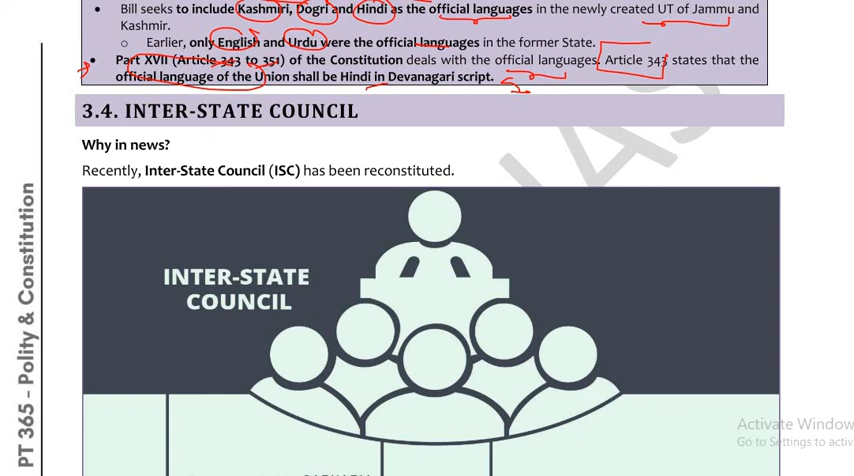 • Bill seeks to include Kashmiri, Dogri and Hindi as the official languages in the newly created UT of Jammu and
Kashmir.
o Earlier, only English and Urdu were the official languages in the former State.
• Part XVII (Article 343 to 351) of the Constitution deals with the official languages. Article 343 states that the
official language of the Union shall be Hindi in Devanagari script.
3.4. INTER-STATE COUNCIL
Why in news?
Recently, Inter-State Council (ISC) has been reconstituted.
INTER-STATE
COUNCIL
PT 365 - Polity & Constitution
IAS
Activate Window
Go to Settings to activ